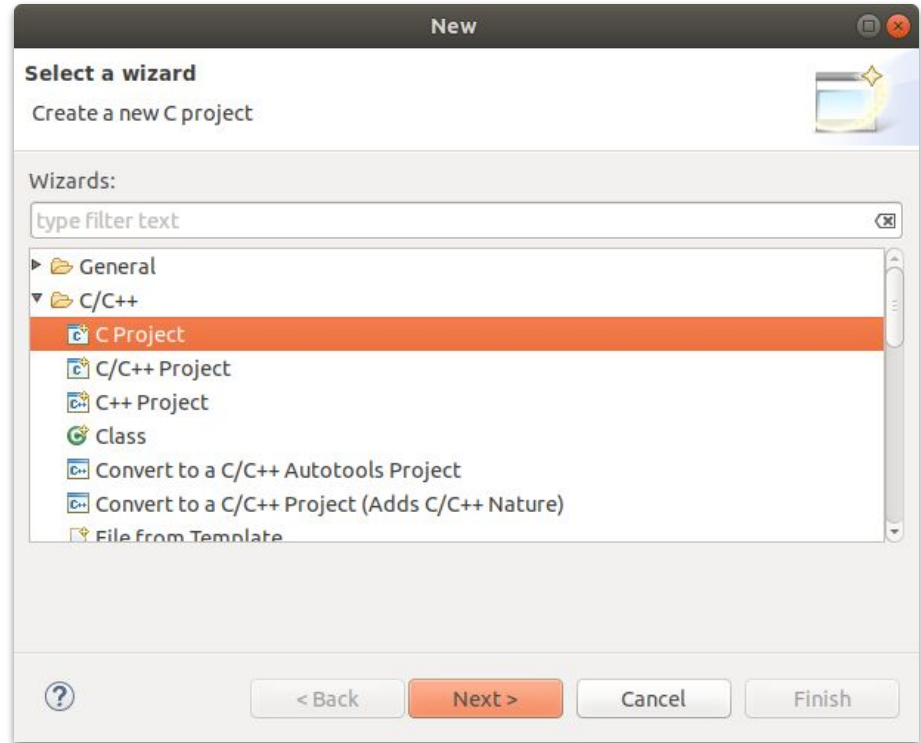 New
Select a wizard
Create a new C project
Wizards:
type filter text
General
C/C++
C Project
C/C++ Project
C++ Project
Class
Convert to a C/C++ Autotools Project
Convert to a C/C++ Project (Adds C/C++ Nature)
File from Template
< Back Next > Cancel Finish